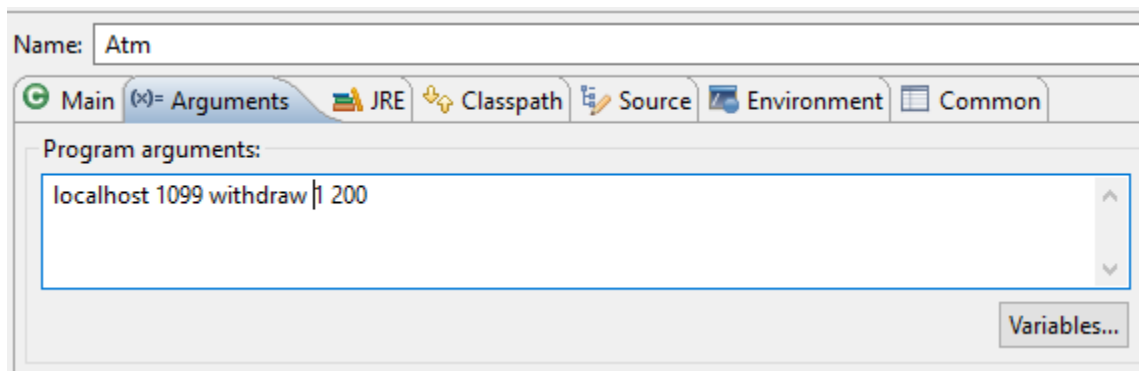 Name: Atm
Main (x)= Arguments JRE Classpath Source Environment Common
Program arguments:
localhost 1099 withdraw 1 200
Variables...